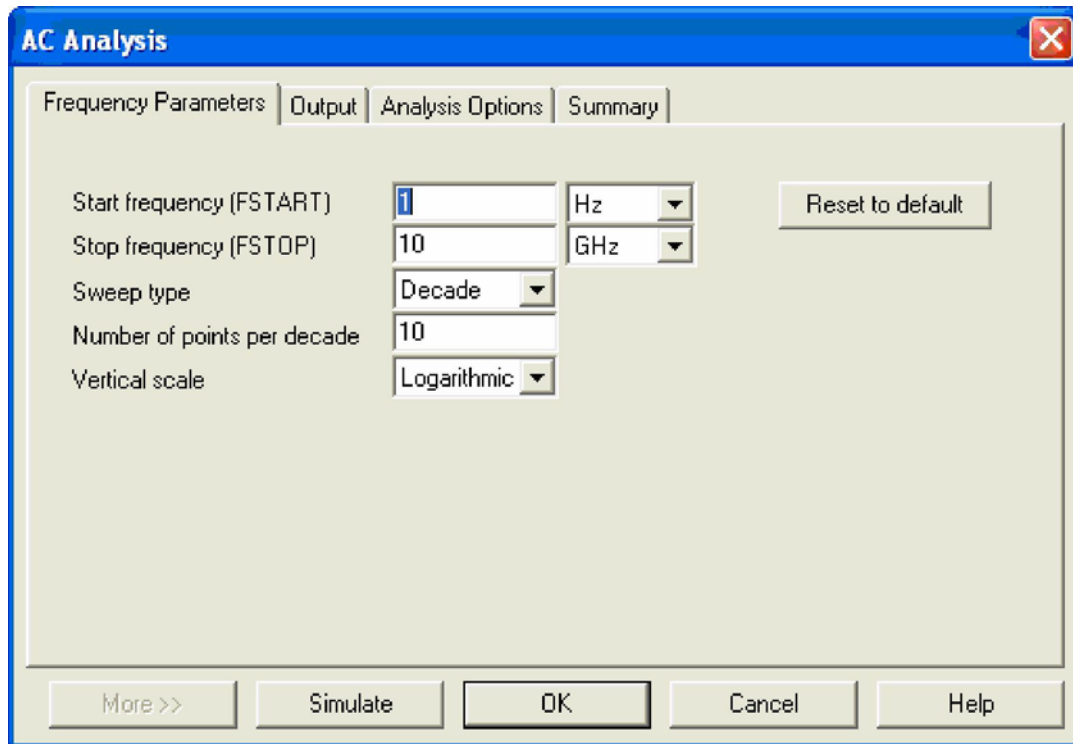 AC Analysis
Frequency Parameters Output Analysis Options Summary
Start frequency (FSTART) 1 Hz Reset to default
Stop frequency (FSTOP) 10 GHz
Sweep type Decade
Number of points per decade 10
Vertical scale Logarithmic
More >> Simulate OK Cancel Help